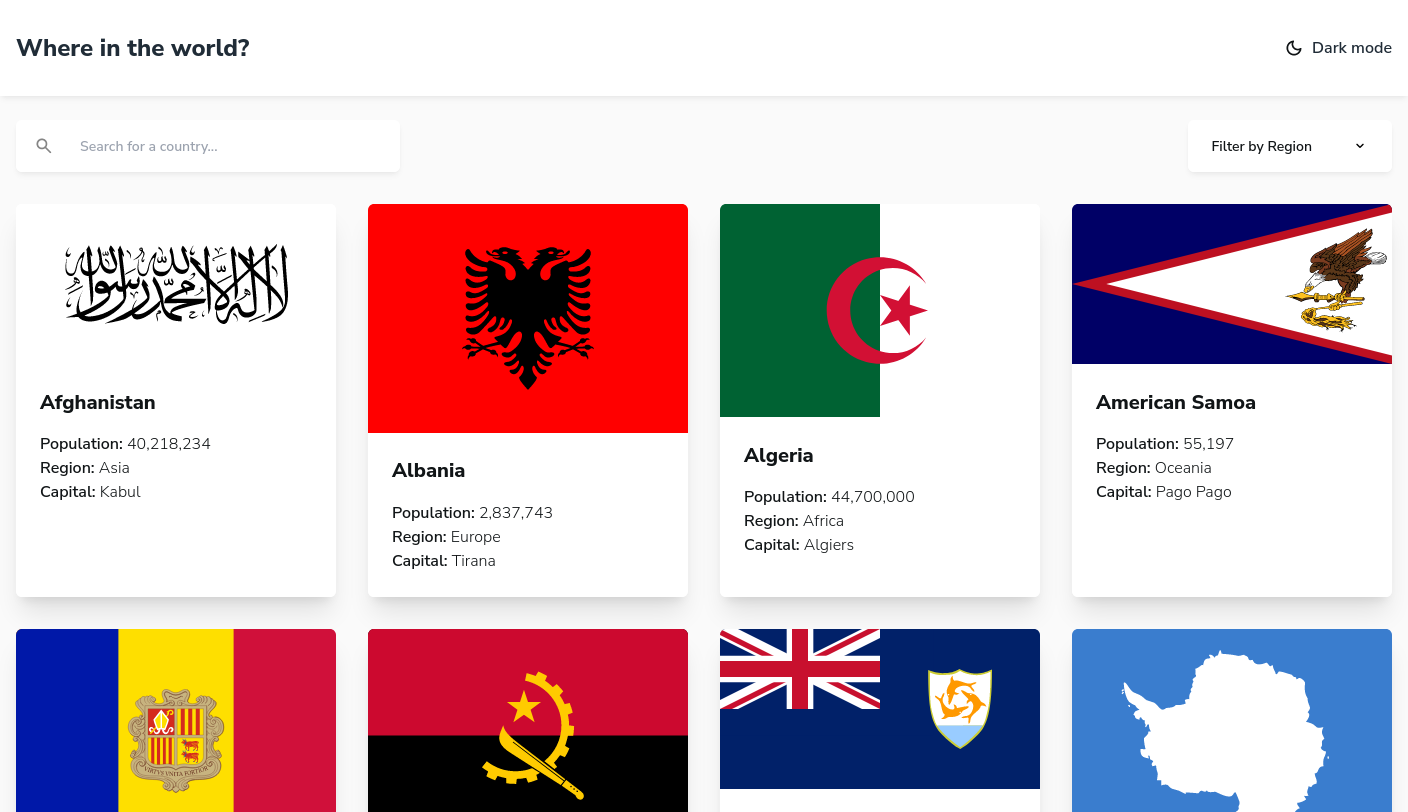 Where in the world?
Dark mode
Search for a country...
Filter by Region
لا إله إلا الله محمد رسول الله
Afghanistan
Population: 40,218,234
Region: Asia
Capital: Kabul
Albania
Population: 2,837,743
Region: Europe
Capital: Tirana
Algeria
Population: 44,700,000
Region: Africa
Capital: Algiers
American Samoa
Population: 55,197
Region: Oceania
Capital: Pago Pago
VIRTVS VNITA FORTIOR